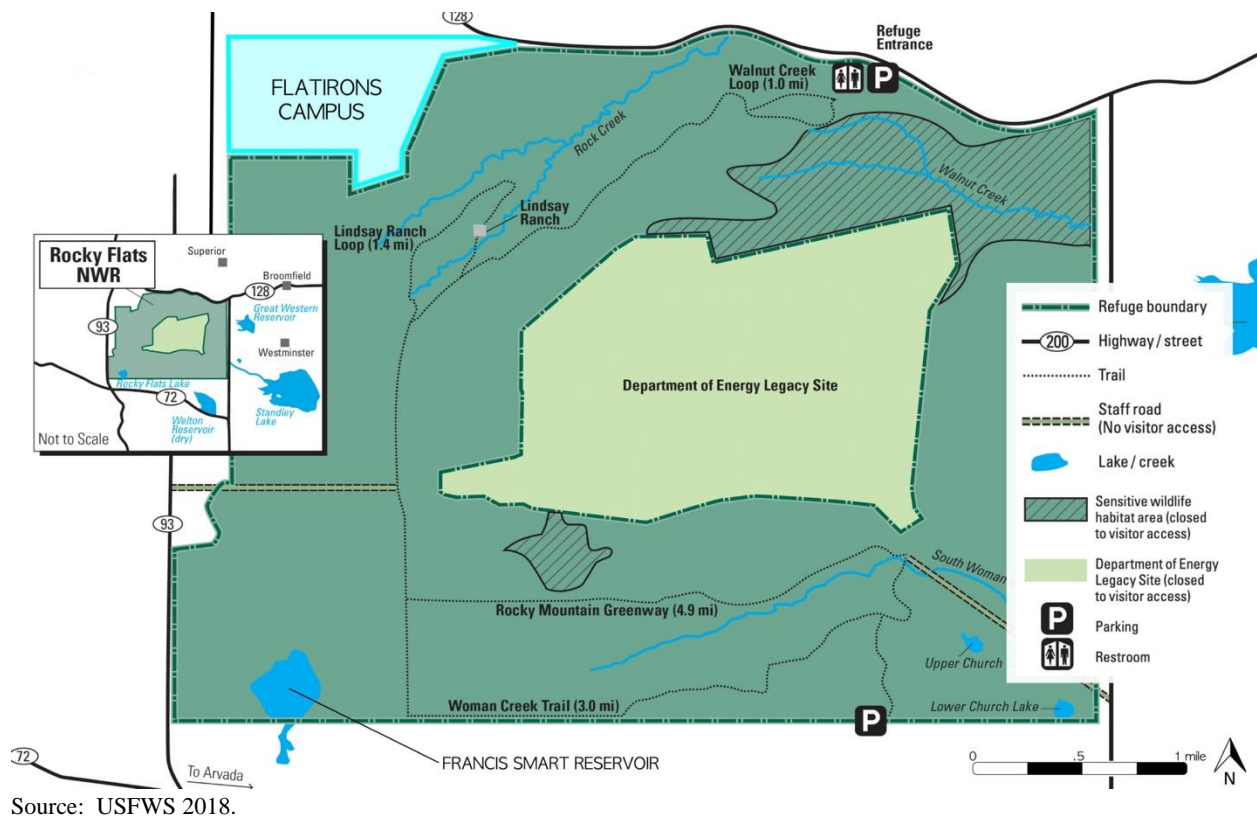 128
Refuge
Entrance
FLATIRONS
CAMPUS
Walnut Creek
Loop (1.0 mi)
P
Rock Creek
Walnut Creek
Lindsay
Ranch
Lindsay Ranch
Loop (1.4 mi)
Rocky Flats
NWR
Superior
Broomfield
128
Great Western
Reservoir
93
Westminster
Rocky Flats Lake
72
Welton
Reservoir
(dry)
Standley
Lake
Not to Scale
Department of Energy Legacy Site
93
South Woman
Rocky Mountain Greenway (4.9 mi)
Upper Church
Woman Creek Trail (3.0 mi)
P
Lower Church Lake
FRANCIS SMART RESERVOIR
72
To Arvada
Refuge boundary
200
Highway / street
Trail
Staff road
(No visitor access)
Lake / creek
Sensitive wildlife
habitat area (closed
to visitor access)
Department of Energy
Legacy Site (closed
to visitor access)
P
Parking
Restroom
0 .5 1 mile
N
Source: USFWS 2018.